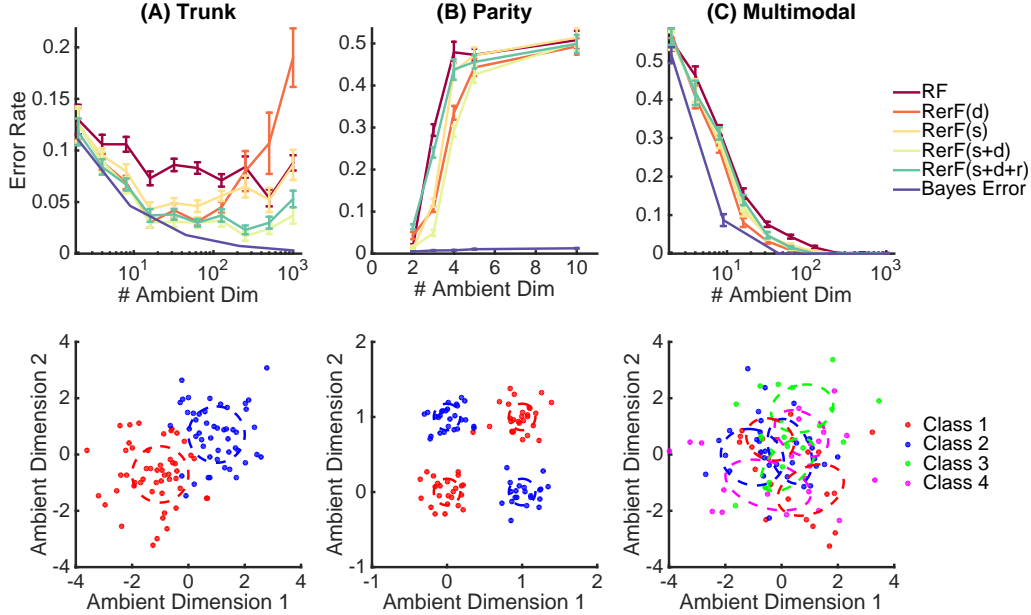 (A) Trunk
(B) Parity
(C) Multimodal
Error Rate
0.2
0.15
0.1
0.05
0
10^1
10^2
10^3
# Ambient Dim
0.5
0.4
0.3
0.2
0.1
0
0 2 4 6 8 10
# Ambient Dim
0.5
0.4
0.3
0.2
0.1
0
10^1
10^2
10^3
# Ambient Dim
RF
RerF(d)
RerF(s)
RerF(s+d)
RerF(s+d+r)
Bayes Error
Ambient Dimension 2
4
2
0
-2
-4
-4 -2 0 2 4
Ambient Dimension 1
Ambient Dimension 2
2
1
0
-1
-1 0 1 2
Ambient Dimension 1
Ambient Dimension 2
4
2
0
-2
-4
-4 -2 0 2 4
Ambient Dimension 1
Class 1
Class 2
Class 3
Class 4